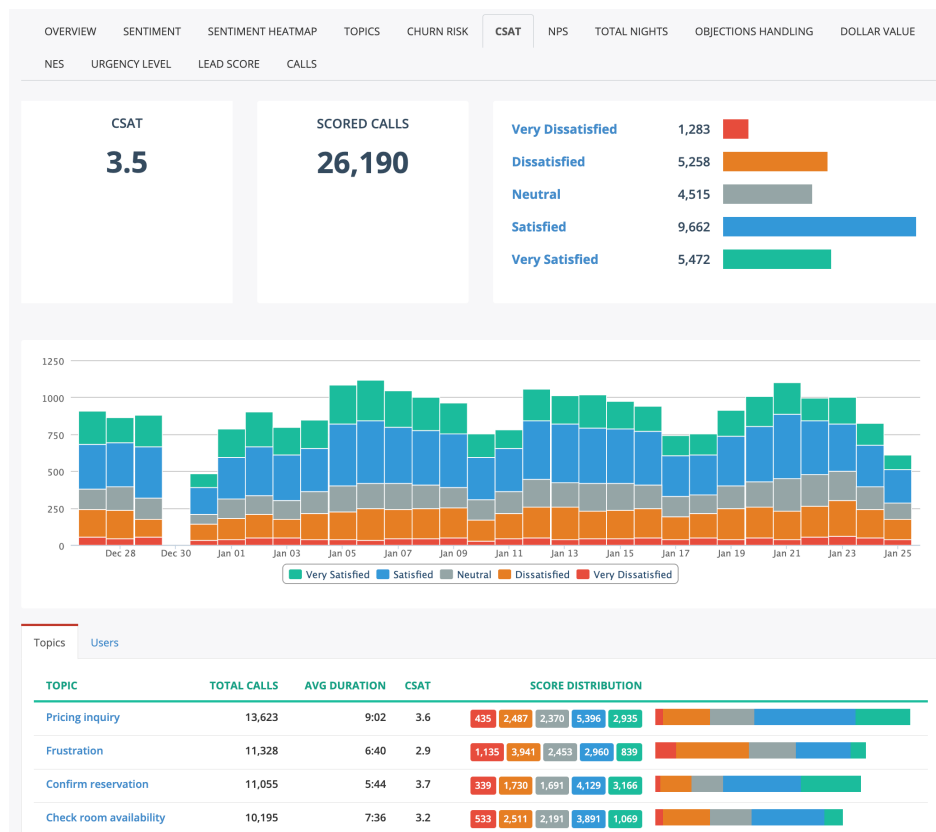 OVERVIEW SENTIMENT SENTIMENT HEATMAP TOPICS CHURN RISK CSAT NPS TOTAL NIGHTS OBJECTIONS HANDLING DOLLAR VALUE
NES URGENCY LEVEL LEAD SCORE CALLS
CSAT
3.5
SCORED CALLS
26,190
Very Dissatisfied 1,283
Dissatisfied 5,258
Neutral 4,515
Satisfied 9,662
Very Satisfied 5,472
1250
1000
750
500
250
0
Dec 28 Dec 30 Jan 01 Jan 03 Jan 05 Jan 07 Jan 09 Jan 11 Jan 13 Jan 15 Jan 17 Jan 19 Jan 21 Jan 23 Jan 25
Very Satisfied Satisfied Neutral Dissatisfied Very Dissatisfied
Topics Users
TOPIC TOTAL CALLS AVG DURATION CSAT SCORE DISTRIBUTION
Pricing inquiry 13,623 9:02 3.6 435 2,487 2,370 5,396 2,935
Frustration 11,328 6:40 2.9 1,135 3,941 2,453 2,960 839
Confirm reservation 11,055 5:44 3.7 339 1,730 1,691 4,129 3,166
Check room availability 10,195 7:36 3.2 533 2,511 2,191 3,891 1,069